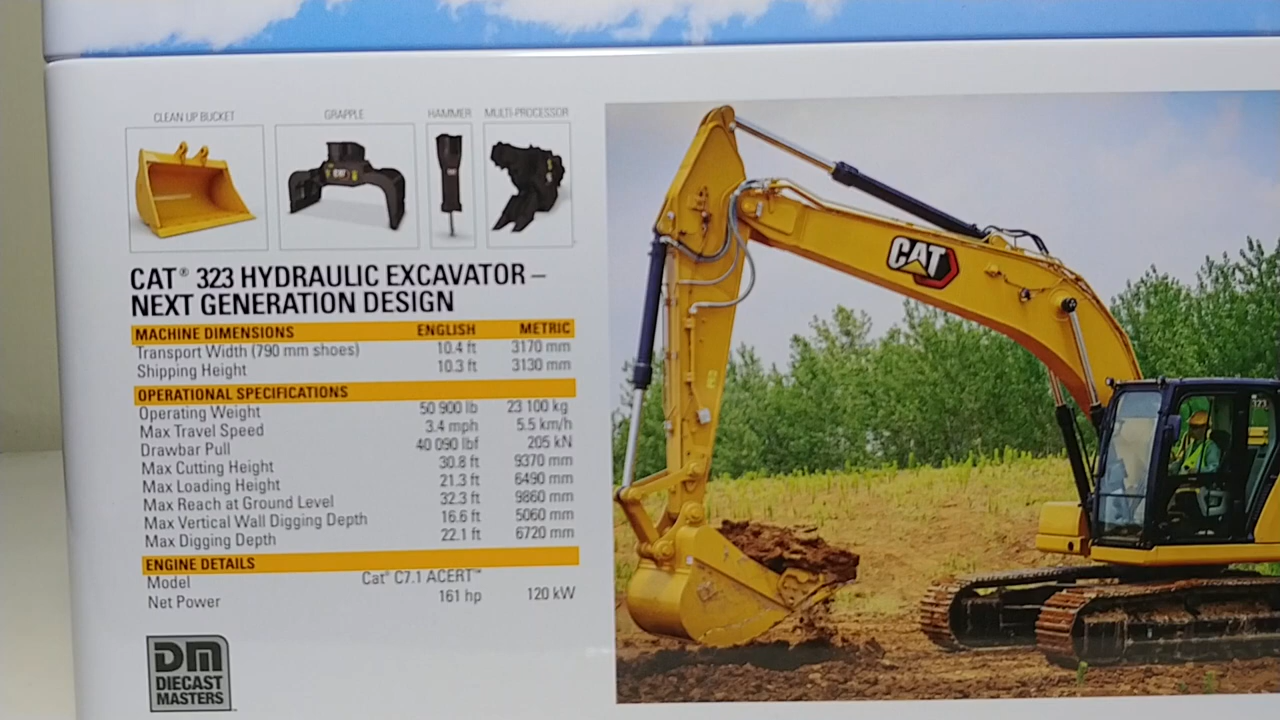 CLEAN UP BUCKET GRAPPLE HAMMER MULTI-PROCESSOR
CAT
CAT® 323 HYDRAULIC EXCAVATOR –
NEXT GENERATION DESIGN
MACHINE DIMENSIONS ENGLISH METRIC
Transport Width (790 mm shoes) 10.4 ft 3170 mm
Shipping Height 10.3 ft 3130 mm
OPERATIONAL SPECIFICATIONS
Operating Weight 50 900 lb 23 100 kg
Max Travel Speed 3.4 mph 5.5 km/h
Drawbar Pull 40 090 lbf 205 kN
Max Cutting Height 30.8 ft 9370 mm
Max Loading Height 21.3 ft 6490 mm
Max Reach at Ground Level 32.3 ft 9860 mm
Max Vertical Wall Digging Depth 16.6 ft 5060 mm
Max Digging Depth 22.1 ft 6720 mm
ENGINE DETAILS
Model Cat® C7.1 ACERT™
Net Power 161 hp 120 kW
DM
DIECAST
MASTERS
CAT
323